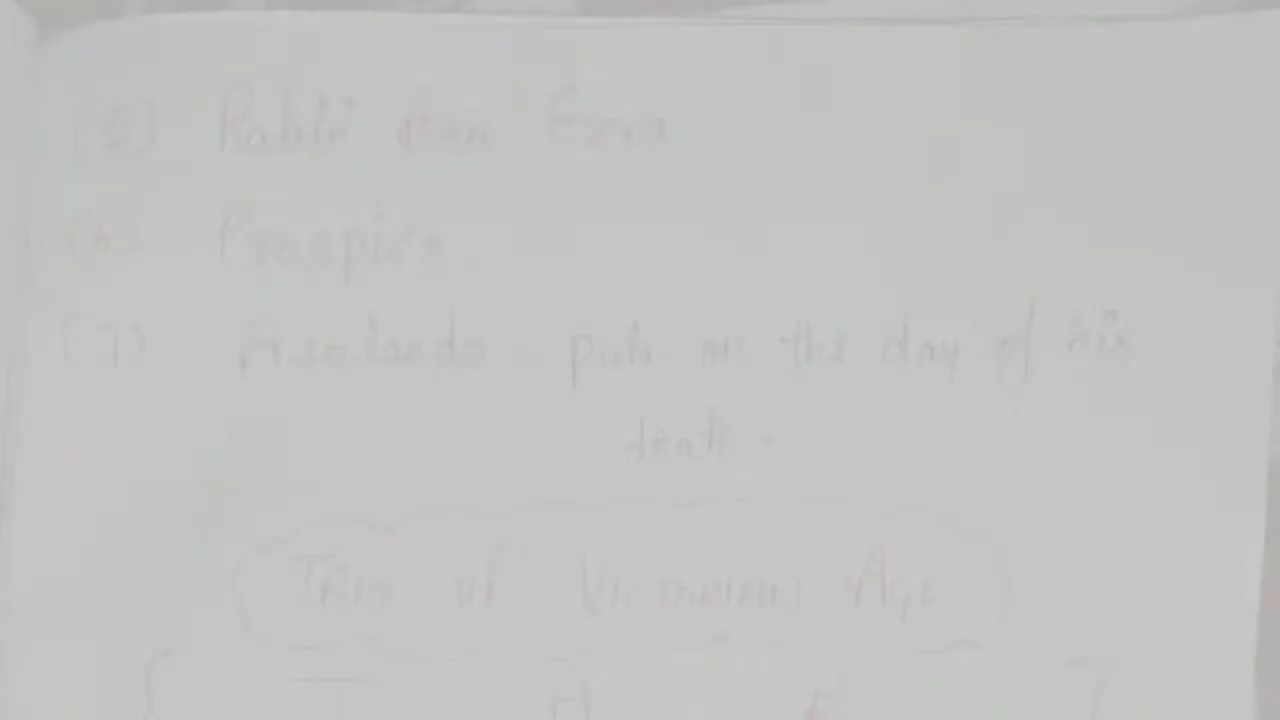 (5) Rabbi Ben Ezra
(6) Prospice
(7) Asolando - pub on the day of his
death -
TRIO OF VICTORIAN AGE